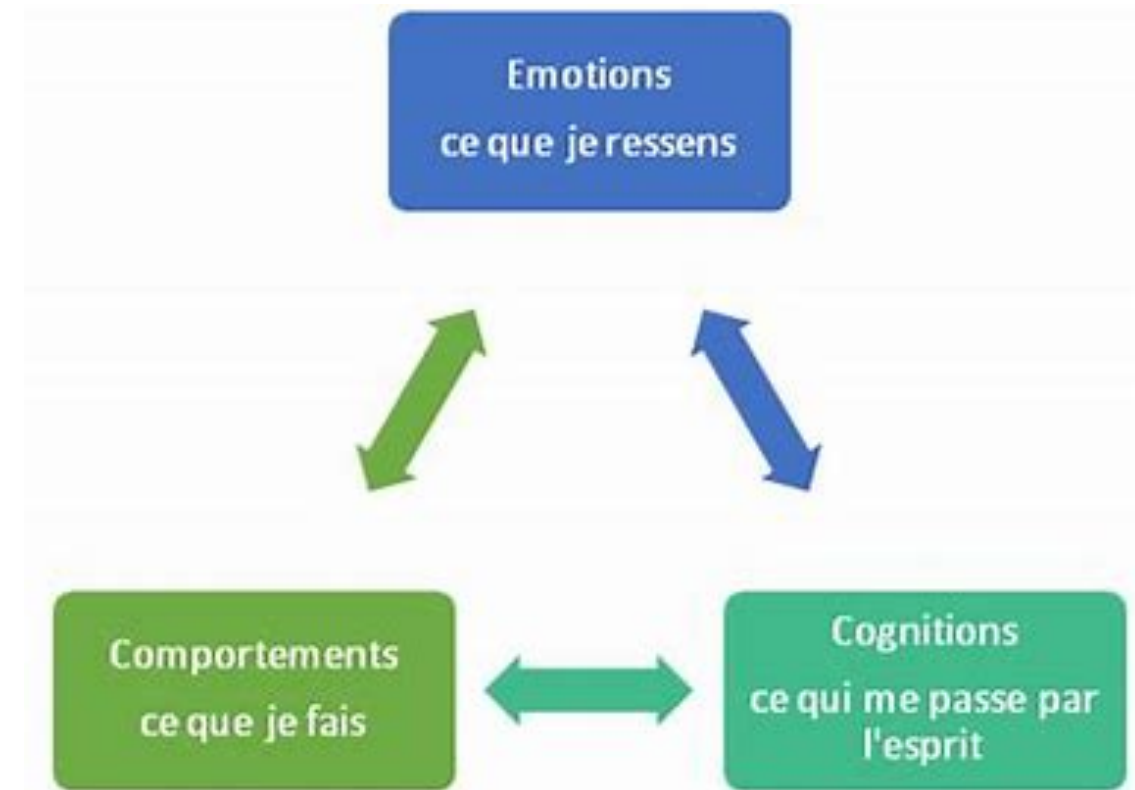 Emotions
ce que je ressens
Comportements
ce que je fais
Cognitions
ce qui me passe par
l'esprit